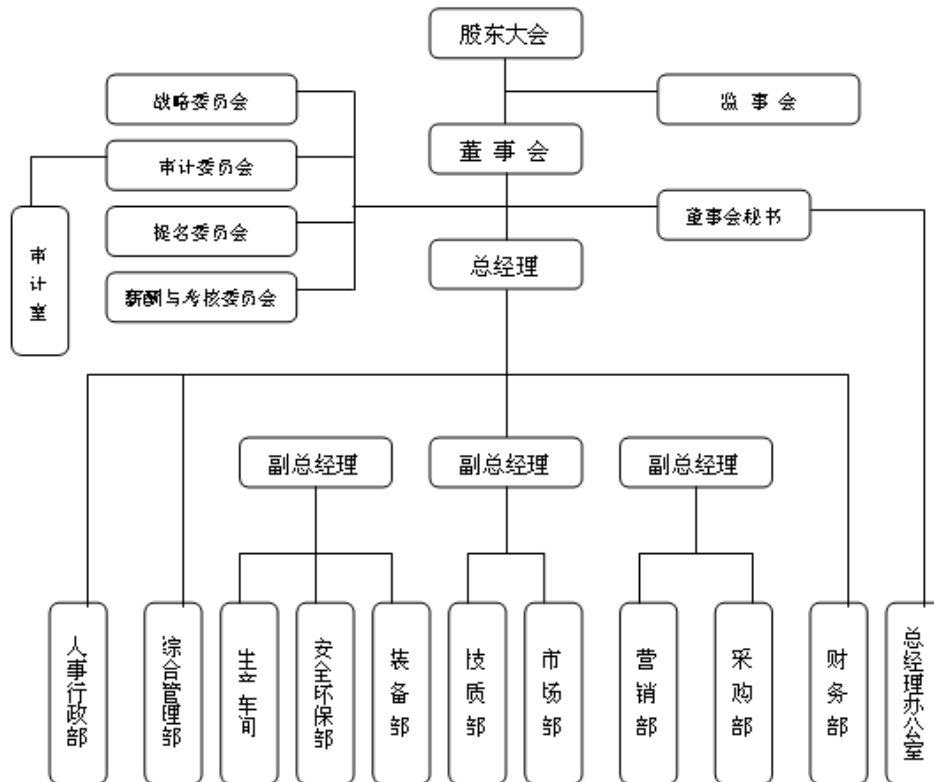 股东大会
战略委员会
监事会
审计委员会
董事会
提名委员会
董事会秘书
审计室
总经理
薪酬与考核委员会
副总经理
副总经理
副总经理
人事行政部
综合管理部
生产车间
安全环保部
装备部
技质部
市场部
营销部
采购部
财务部
总经理办公室